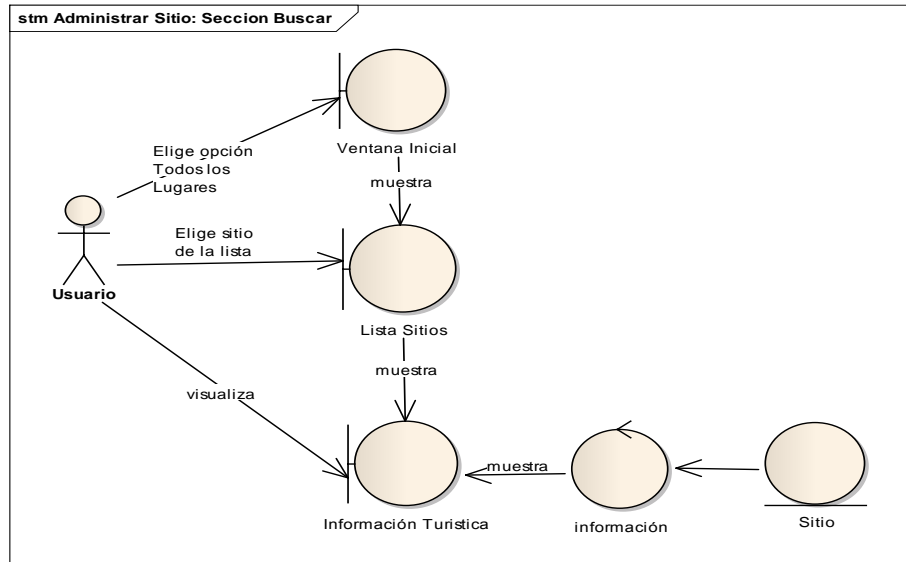 stm Administrar Sitio: Seccion Buscar
Elige opción
Todos los
Lugares
Ventana Inicial
muestra
Elige sitio
de la lista
Usuario
Lista Sitios
muestra
visualiza
muestra
Información Turistica
información
Sitio